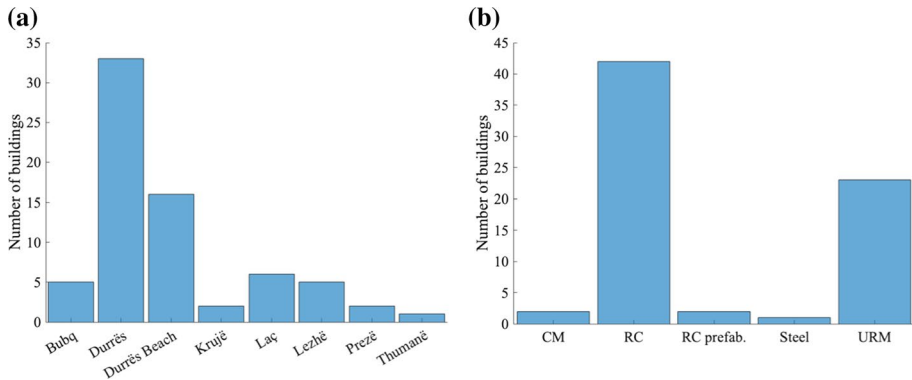 (a)
Number of buildings
35
30
25
20
15
10
5
0
Bubq
Durrës
Durrës Beach
Krujë
Laç
Lezhë
Prezë
Thumanë
(b)
Number of buildings
45
40
35
30
25
20
15
10
5
0
CM
RC
RC prefab.
Steel
URM